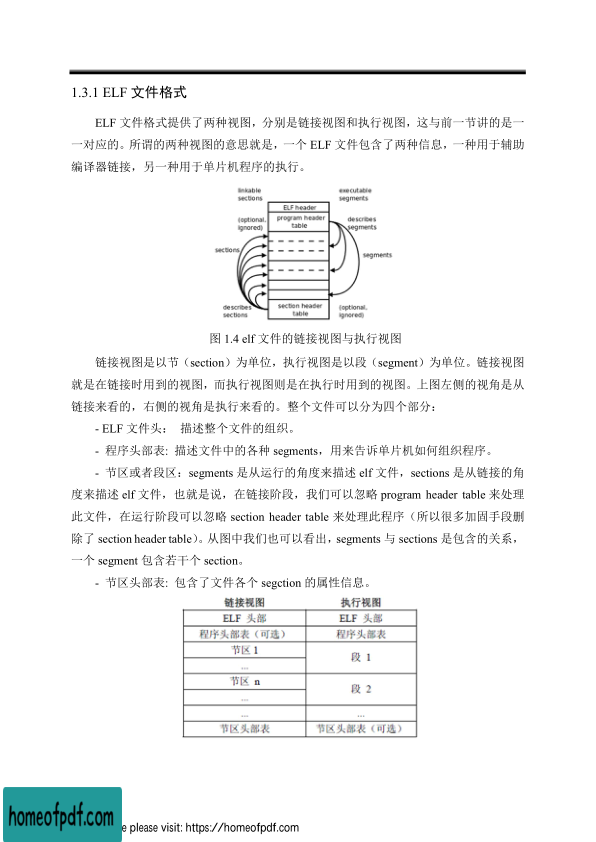 1.3.1 ELF 文件格式
ELF 文件格式提供了两种视图，分别是链接视图和执行视图，这与前一节讲的是一
一对应的。所谓的两种视图的意思就是，一个 ELF 文件包含了两种信息，一种用于辅助
编译器链接，另一种用于单片机程序的执行。
linkable
sections
executable
segments
ELF header
(optional,
ignored)
program header
table
describes
segments
sections
segments
describes
sections
section header
table
(optional,
ignored)
图 1.4 elf 文件的链接视图与执行视图
链接视图是以节（section）为单位，执行视图是以段（segment）为单位。链接视图
就是在链接时用到的视图，而执行视图则是在执行时用到的视图。上图左侧的视角是从
链接来看的，右侧的视角是执行来看的。整个文件可以分为四个部分：
- ELF 文件头： 描述整个文件的组织。
- 程序头部表: 描述文件中的各种 segments，用来告诉单片机如何组织程序。
- 节区或者段区：segments 是从运行的角度来描述 elf 文件，sections 是从链接的角
度来描述 elf 文件，也就是说，在链接阶段，我们可以忽略 program header table 来处理
此文件，在运行阶段可以忽略 section header table 来处理此程序（所以很多加固手段删
除了 section header table）。从图中我们也可以看出，segments 与 sections 是包含的关系，
一个 segment 包含若干个 section。
- 节区头部表: 包含了文件各个 segction 的属性信息。
链接视图 执行视图
ELF 头部 ELF 头部
程序头部表（可选） 程序头部表
节区 1
... 段 1
节区 n
... 段 2
... ...
节区头部表 节区头部表（可选）
homeofpdf.com
e please visit: https://homeofpdf.com